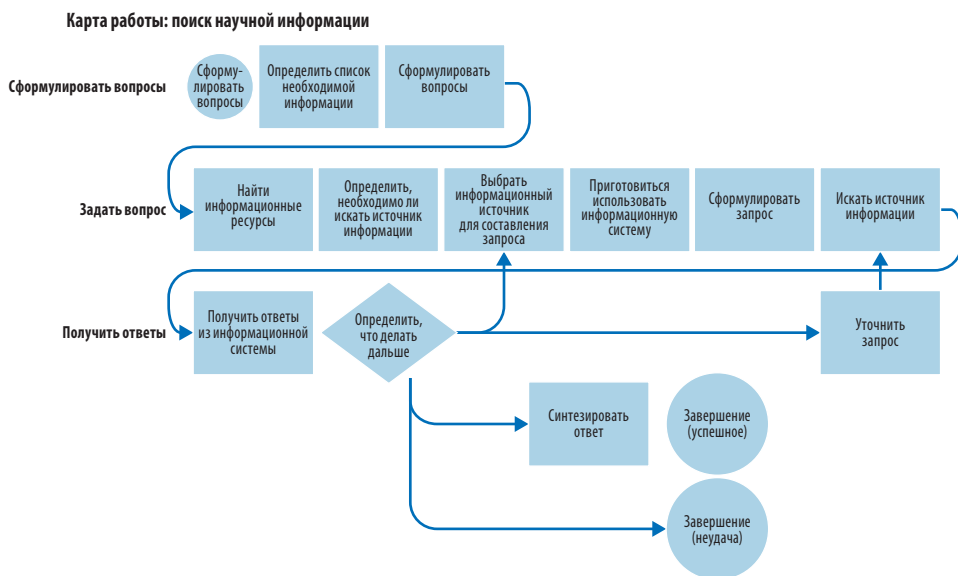 Карта работы: поиск научной информации
Сформулировать вопросы
Сформу-
лировать
вопросы
Определить список
необходимой
информации
Сформулировать
вопросы
Задать вопрос
Найти
информационные
ресурсы
Определить,
необходимо ли
искать источник
информации
Выбрать
информационный
источник
для составления
запроса
Приготовиться
использовать
информационную
систему
Сформулировать
запрос
Искать источник
информации
Получить ответы
Получить ответы
из информационной
системы
Определить,
что делать
дальше
Уточнить
запрос
Синтезировать
ответ
Завершение
(успешное)
Завершение
(неудача)